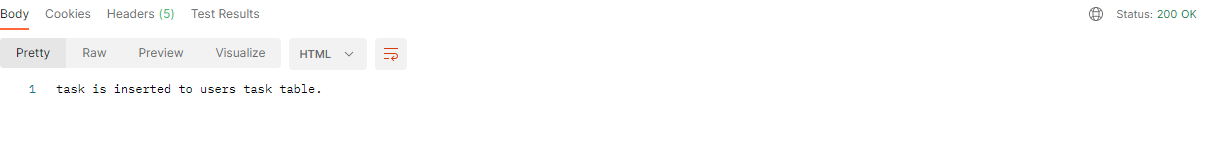 Body Cookies Headers (5) Test Results Status: 200 OK
Pretty Raw Preview Visualize HTML
1 task is inserted to users task table.